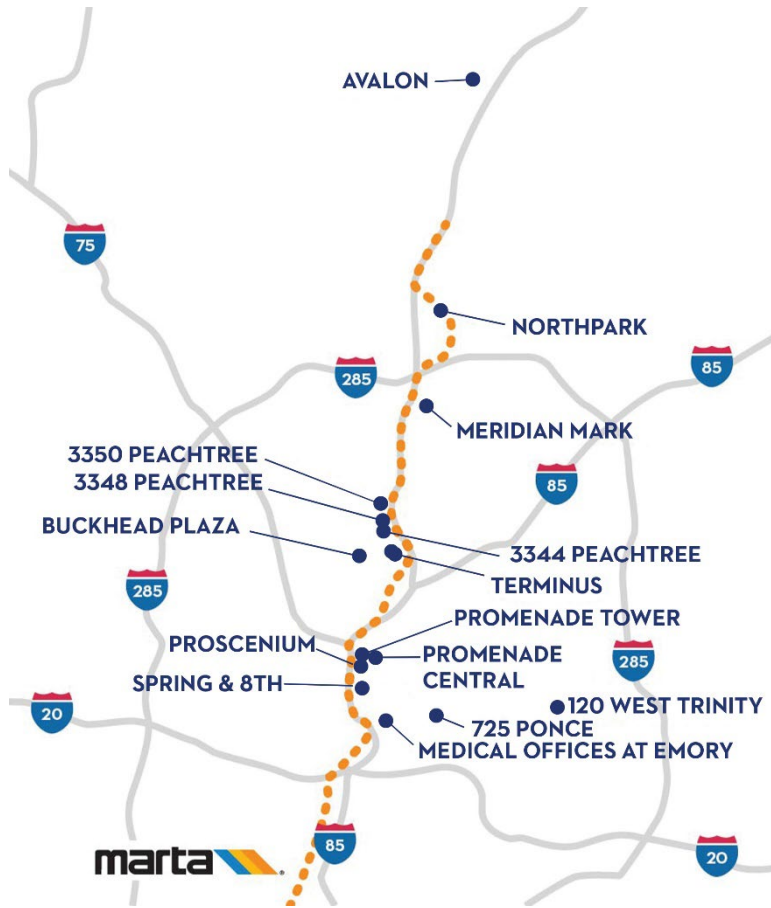 AVALON
75
NORTHPARK
85
285
MERIDIAN MARK
3350 PEACHTREE
3348 PEACHTREE
85
BUCKHEAD PLAZA
3344 PEACHTREE
TERMINUS
285
PROMENADE TOWER
PROSCENIUM
PROMENADE
CENTRAL
285
SPRING & 8TH
120 WEST TRINITY
20
725 PONCE
MEDICAL OFFICES AT EMORY
85
20
marta